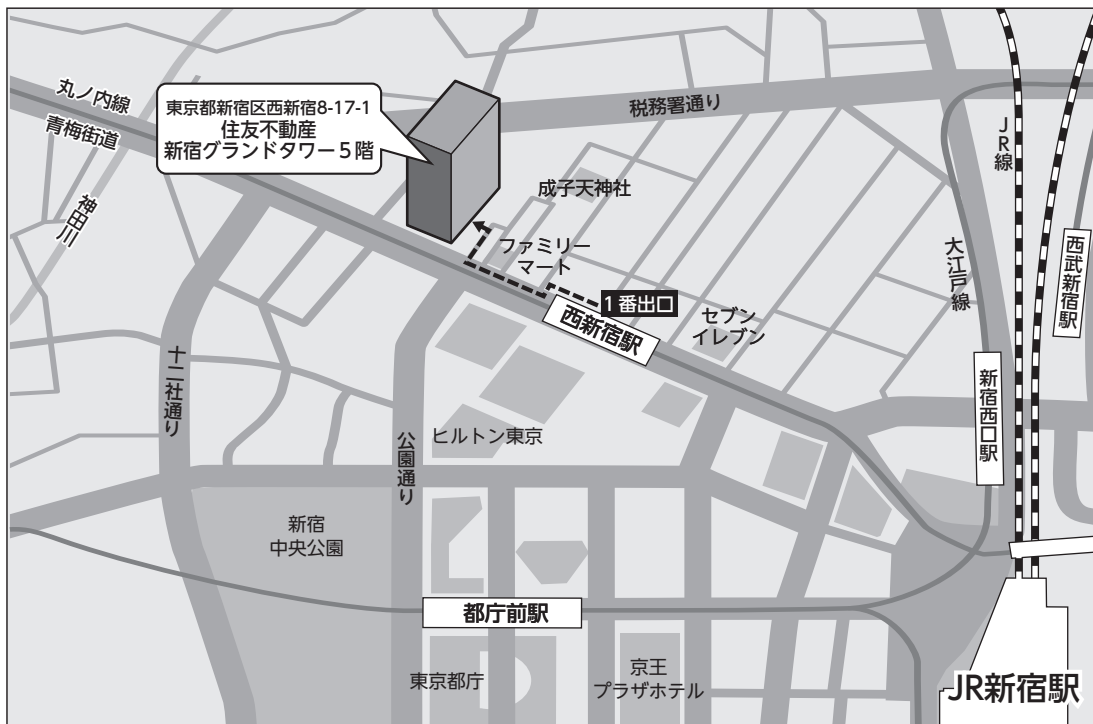 丸ノ内線
青梅街道
東京都新宿区西新宿8-17-1
住友不動産
新宿グランドタワー5階
税務署通り
JR線
神田川
成子天神社
ファミリー
マート
1番出口
西新宿駅
セブン
イレブン
大江戸線
西武新宿駅
十二社通り
公園通り
ヒルトン東京
新宿西口駅
新宿
中央公園
都庁前駅
東京都庁
京王
プラザホテル
JR新宿駅